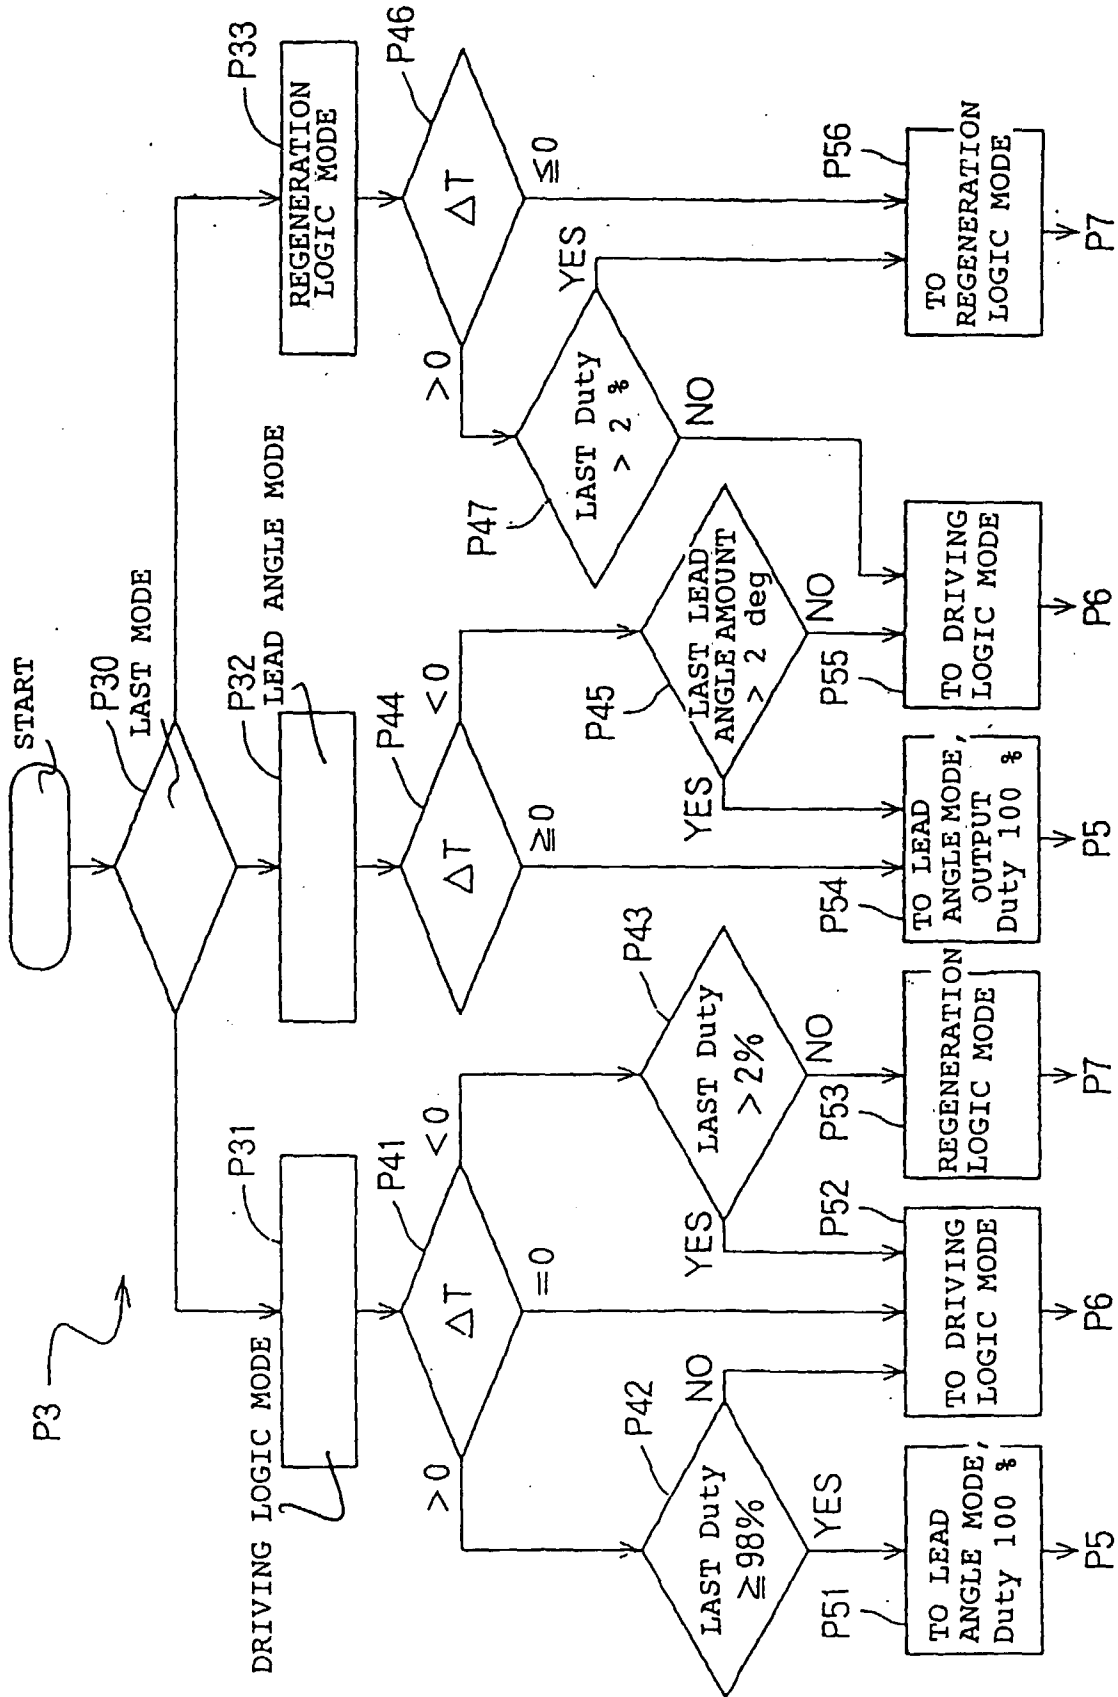 P3
START
P30
LAST MODE
DRIVING LOGIC MODE
P31
P32
LEAD ANGLE MODE
P33
REGENERATION
LOGIC MODE
P41
ΔT
>0
=0
<0
P44
ΔT
≧0
<0
P46
ΔT
>0
≦0
P42
LAST Duty
≧98%
NO
YES
P43
LAST Duty
>2%
YES
NO
P45
LAST LEAD
ANGLE AMOUNT
> 2 deg
YES
NO
P47
LAST Duty
> 2 %
YES
NO
P51
TO LEAD
ANGLE MODE,
Duty 100 %
P5
P52
TO DRIVING
LOGIC MODE
P6
P53
REGENERATION
LOGIC MODE
P7
P54
TO LEAD
ANGLE MODE,
OUTPUT
Duty 100 %
P5
P55
TO DRIVING
LOGIC MODE
P6
P56
TO
REGENERATION
LOGIC MODE
P7